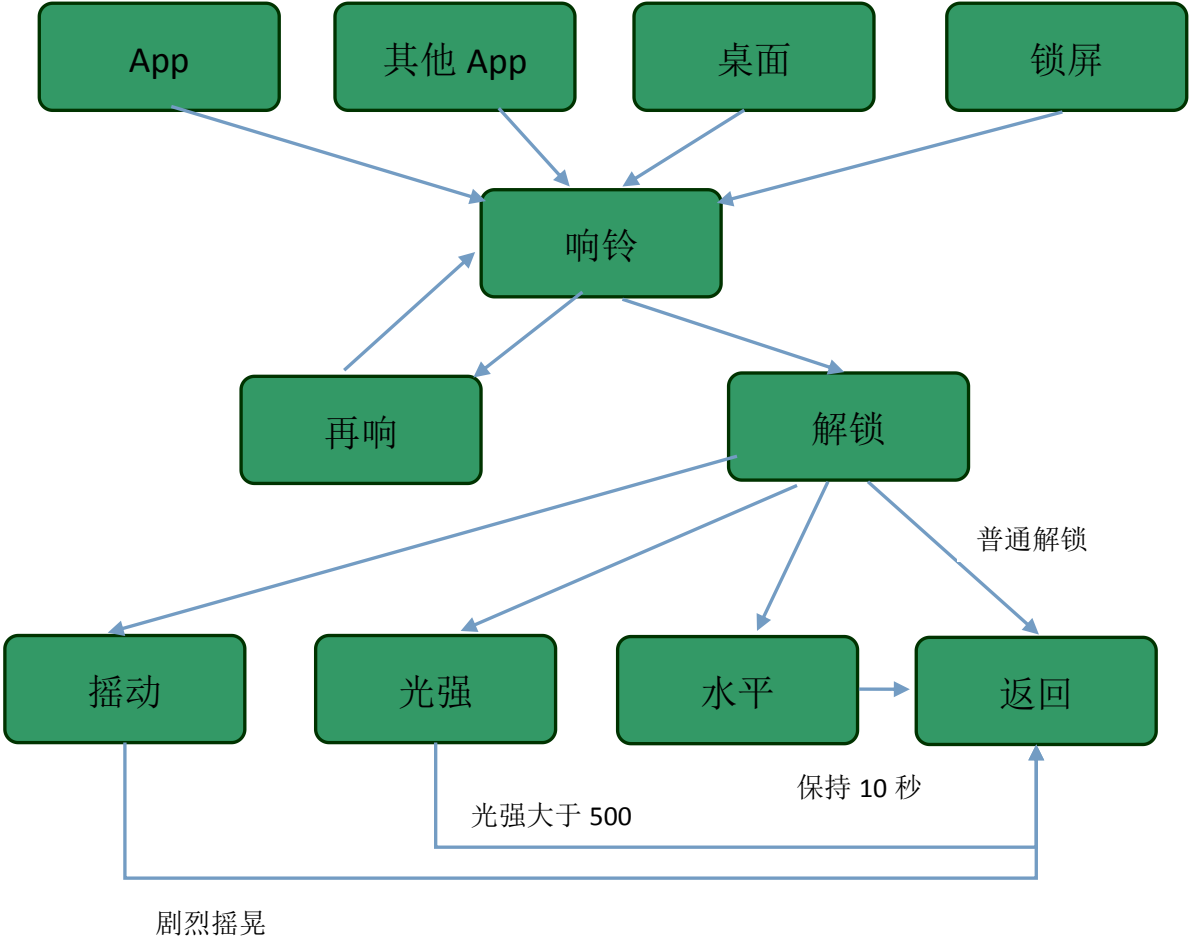 App
其他 App
桌面
锁屏
响铃
再响
解锁
普通解锁
摇动
光强
水平
返回
保持 10 秒
光强大于 500
剧烈摇晃